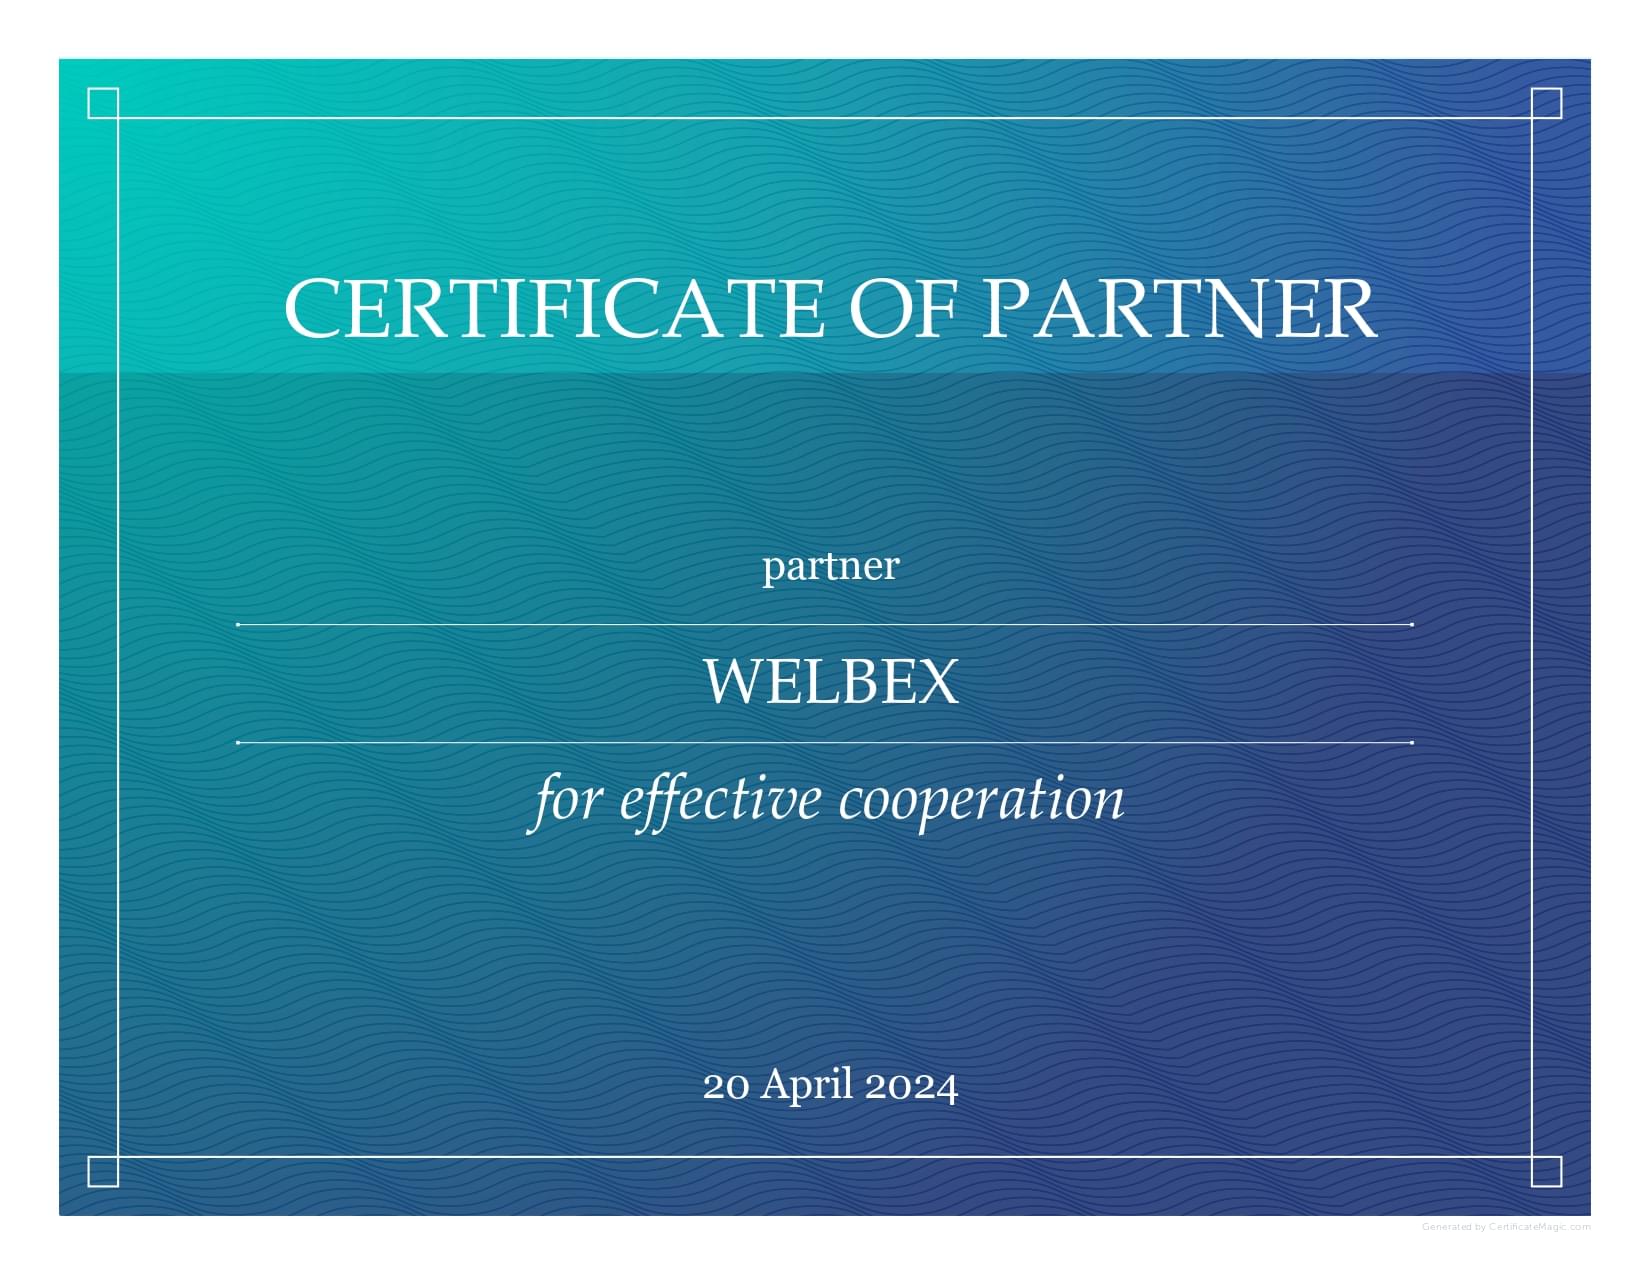 CERTIFICATE OF PARTNER
partner
WELBEX
for effective cooperation
20 April 2024
Generated by CertificateMagic.com